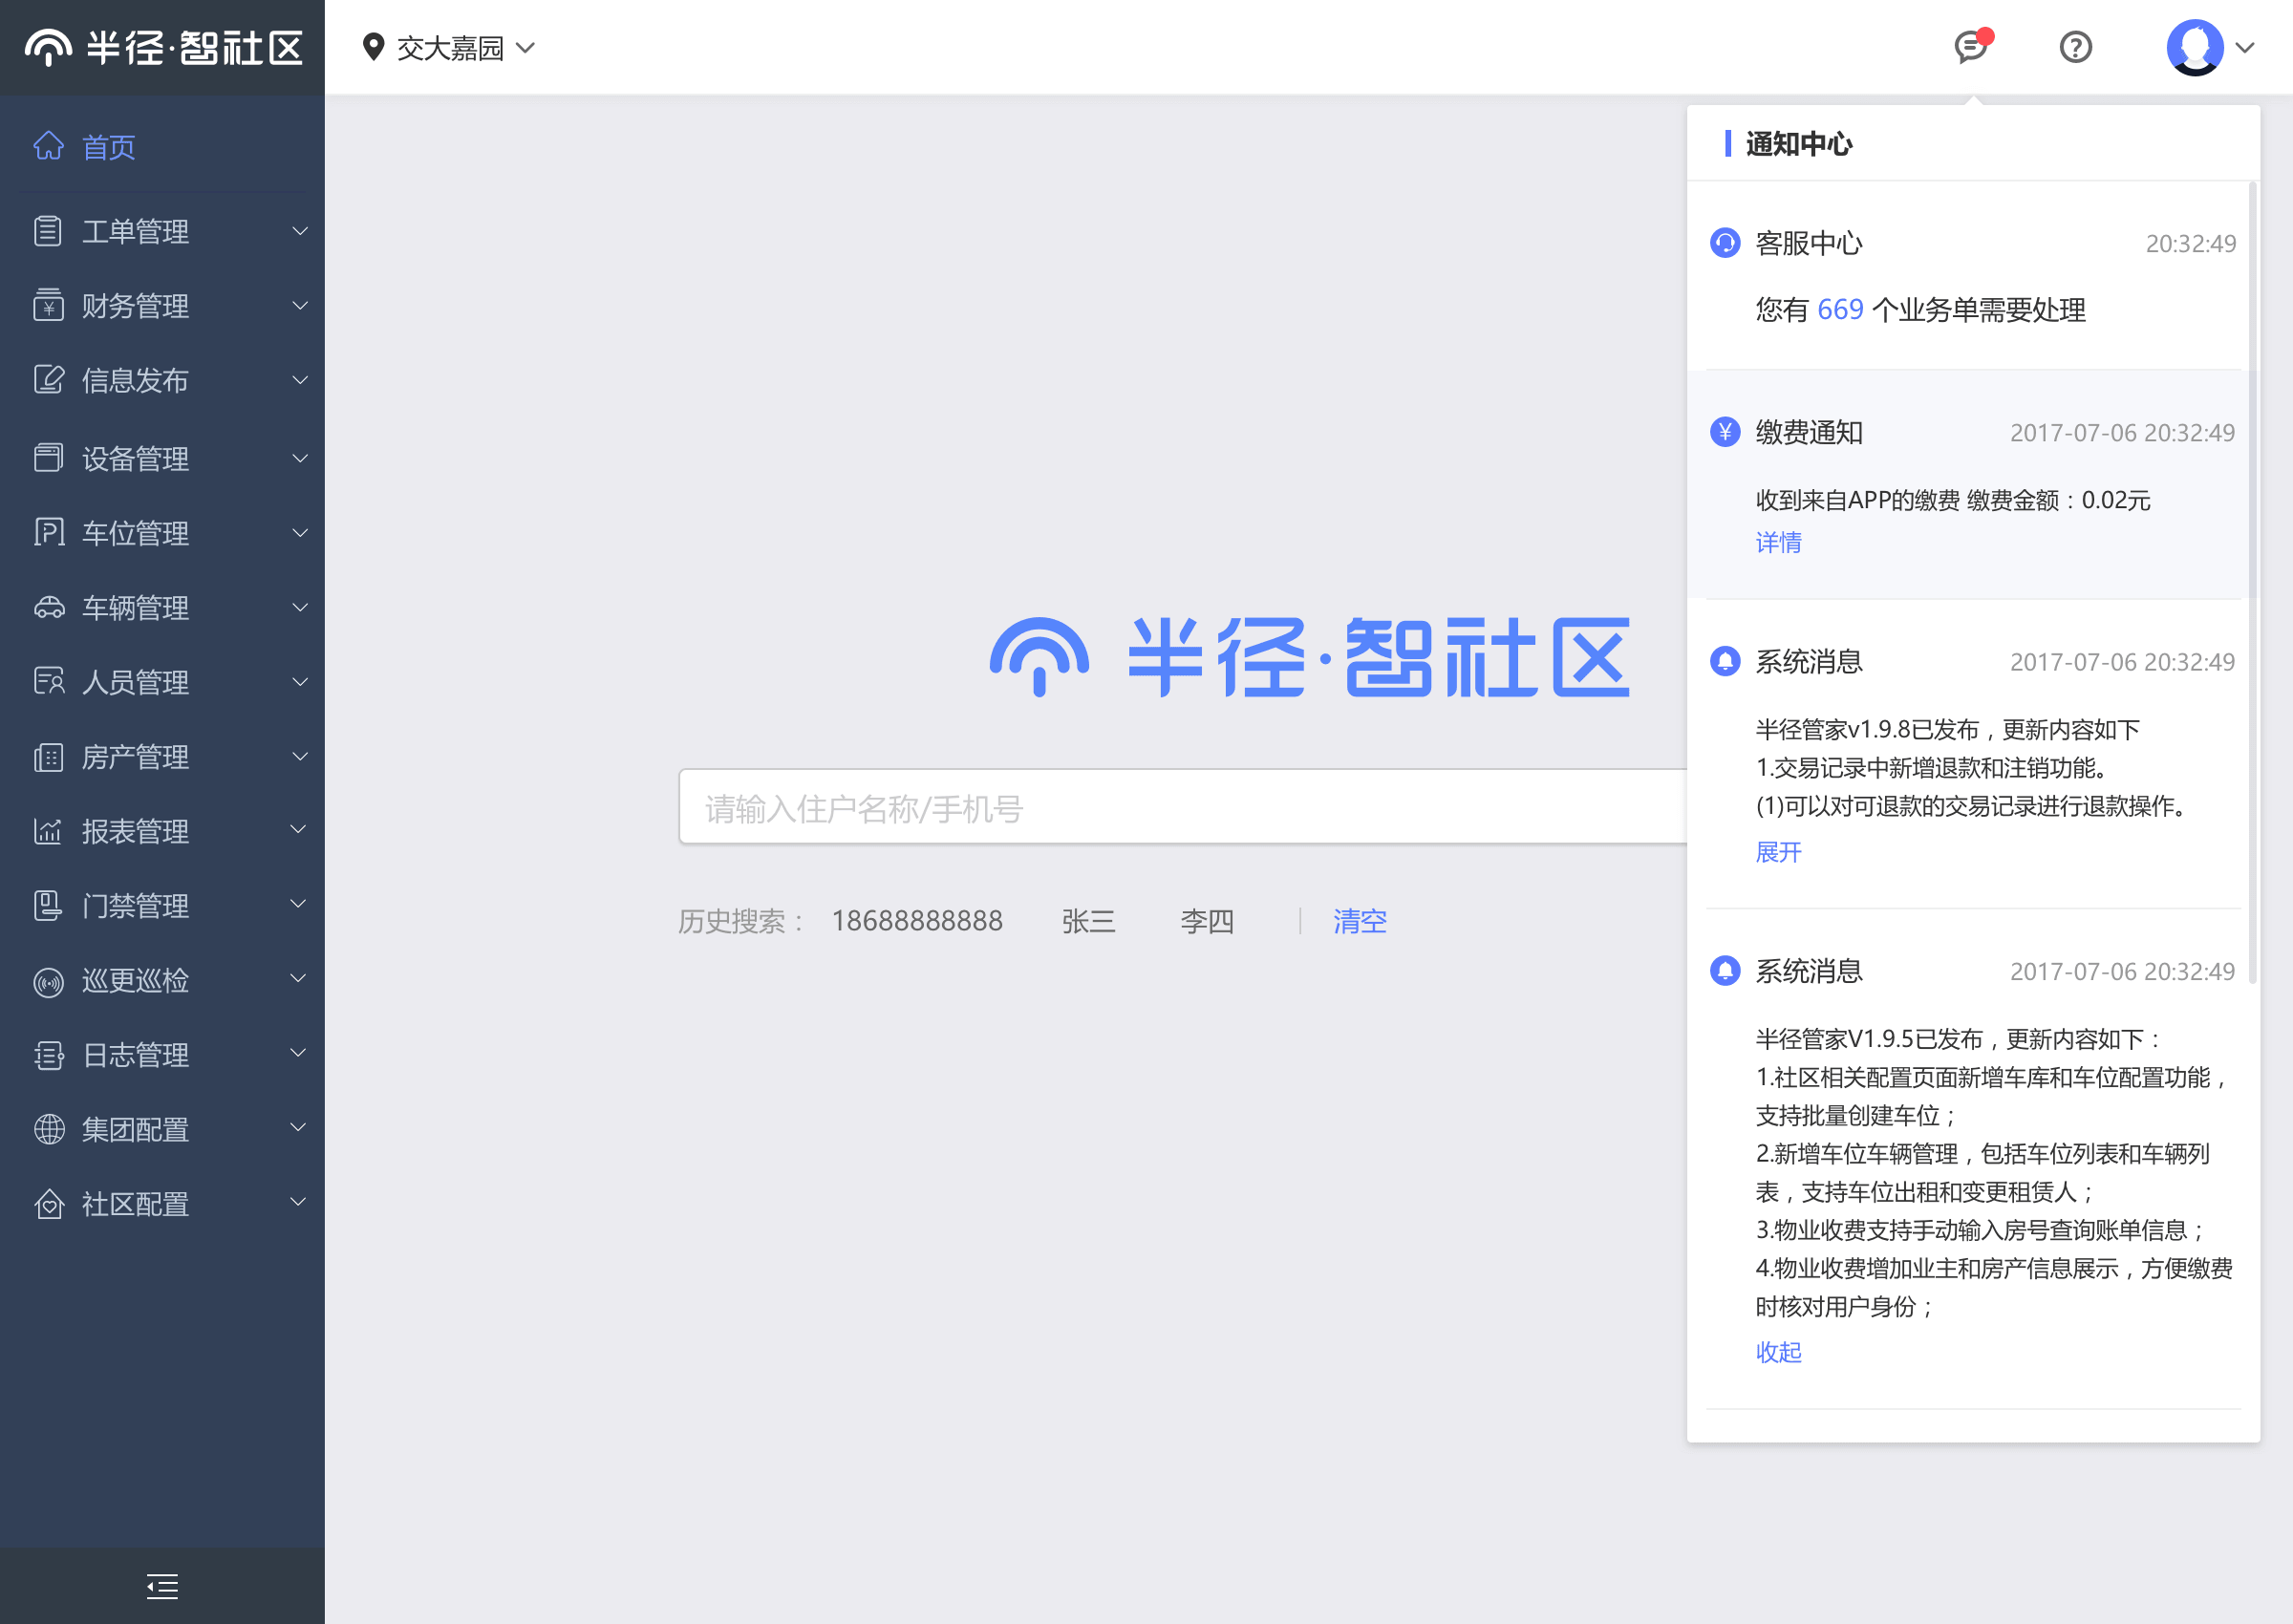 半径·智社区
交大嘉园
首页
工单管理
财务管理
信息发布
设备管理
车位管理
车辆管理
人员管理
房产管理
报表管理
门禁管理
巡更巡检
日志管理
集团配置
社区配置
半径·智社区
请输入住户名称/手机号
历史搜索： 18688888888 张三 李四 清空
通知中心
客服中心 20:32:49
您有 669 个业务单需要处理
¥ 缴费通知 2017-07-06 20:32:49
收到来自APP的缴费 缴费金额：0.02元
详情
系统消息 2017-07-06 20:32:49
半径管家v1.9.8已发布，更新内容如下
1.交易记录中新增退款和注销功能。
(1)可以对可退款的交易记录进行退款操作。
展开
系统消息 2017-07-06 20:32:49
半径管家V1.9.5已发布，更新内容如下：
1.社区相关配置页面新增车库和车位配置功能，
支持批量创建车位；
2.新增车位车辆管理，包括车位列表和车辆列
表，支持车位出租和变更租赁人；
3.物业收费支持手动输入房号查询账单信息；
4.物业收费增加业主和房产信息展示，方便缴费
时核对用户身份；
收起